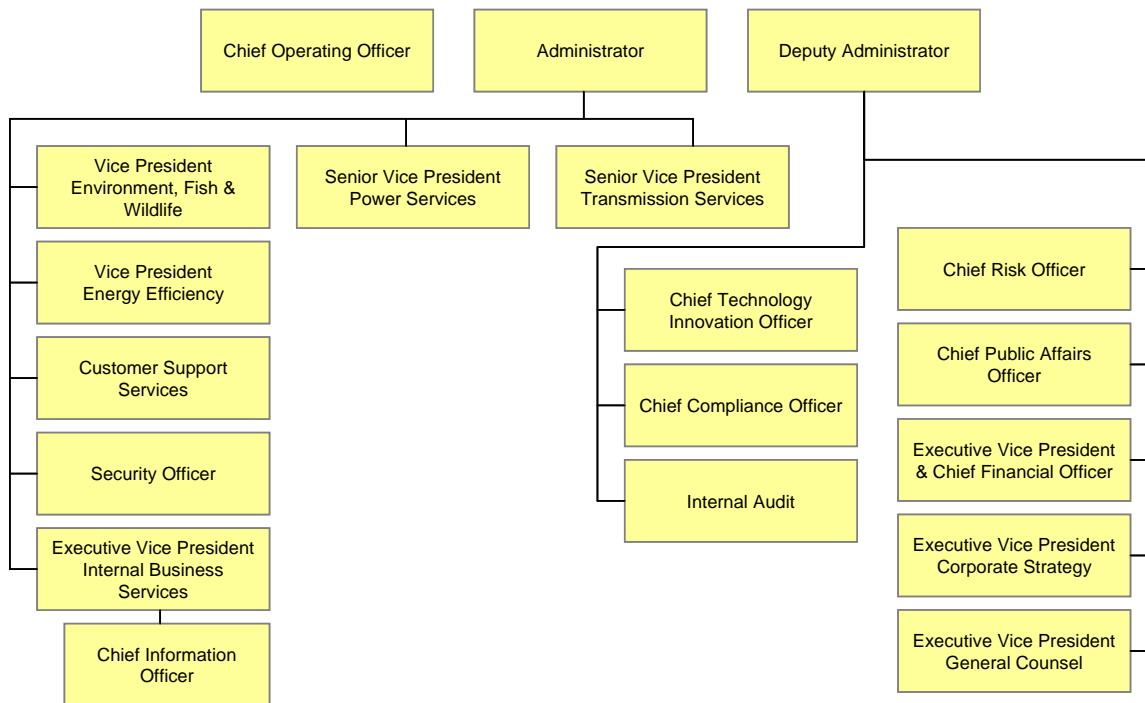 Chief Operating Officer
Administrator
Deputy Administrator
Vice President
Environment, Fish &
Wildlife
Senior Vice President
Power Services
Senior Vice President
Transmission Services
Vice President
Energy Efficiency
Chief Technology
Innovation Officer
Chief Risk Officer
Customer Support
Services
Chief Compliance Officer
Chief Public Affairs
Officer
Security Officer
Internal Audit
Executive Vice President
& Chief Financial Officer
Executive Vice President
Internal Business
Services
Executive Vice President
Corporate Strategy
Chief Information
Officer
Executive Vice President
General Counsel